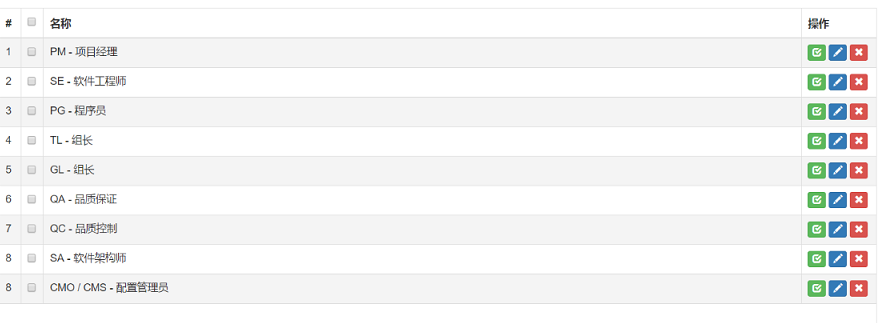 # 名称 操作
1 PM - 项目经理
2 SE - 软件工程师
3 PG - 程序员
4 TL - 组长
5 GL - 组长
6 QA - 品质保证
7 QC - 品质控制
8 SA - 软件架构师
8 CMO / CMS - 配置管理员